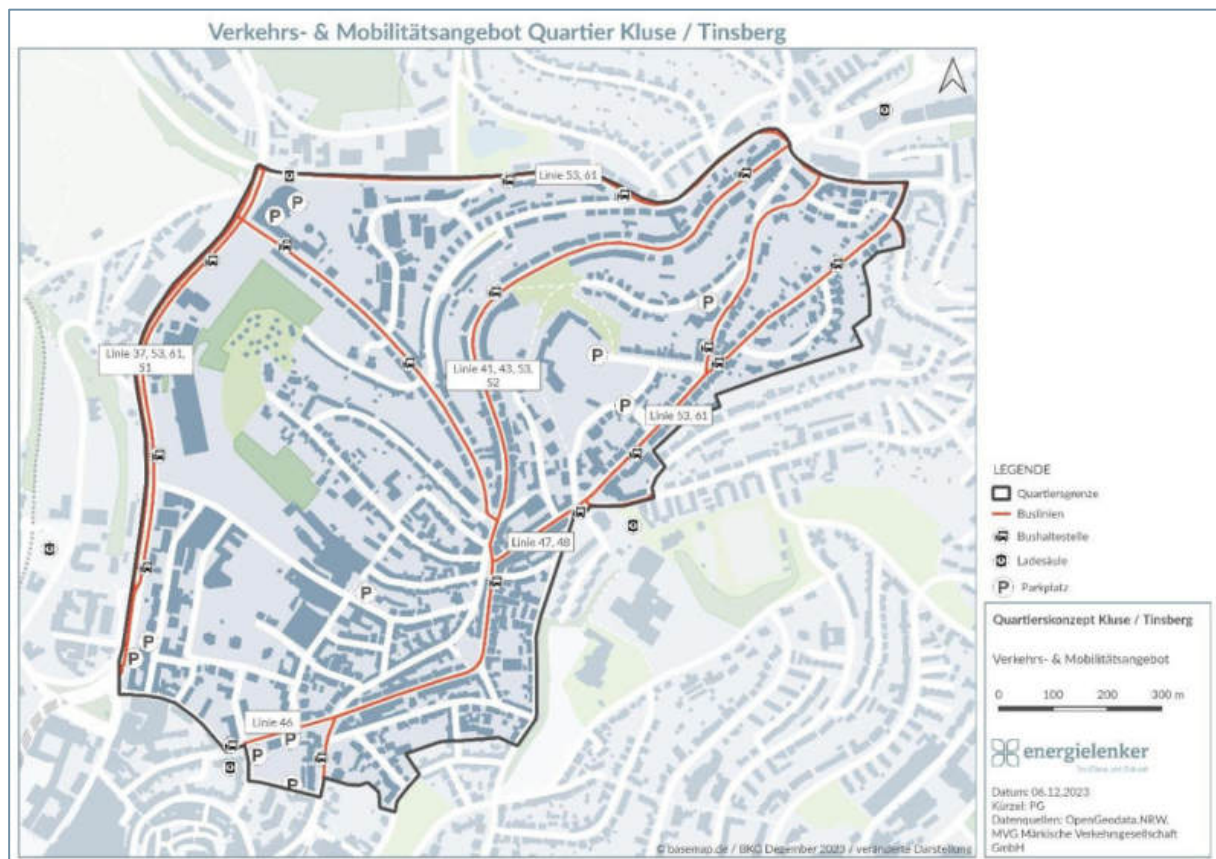 Verkehrs- & Mobilitätsangebot Quartier Kluse / Tinsberg
Linie 53, 61
Linie 37, 53, 61,
S1
Linie 41, 43, 53,
S2
Linie 53, 61
Linie 47, 48
Linie 46
P
P
P
P
P
P
P
P
P
P
P
LEGENDE
Quartiersgrenze
Buslinien
Bushaltestelle
Ladesäule
P Parkplatz
Quartierskonzept Kluse / Tinsberg
Verkehrs- & Mobilitätsangebot
0 100 200 300 m
energielenker
Datum: 06.12.2023
Kürzel: PG
Datenquellen: OpenGeodata.NRW,
MVG Märkische Verkehrsgesellschaft
GmbH
© basemap.de / BKG Dezember 2023 / veränderte Darstellung